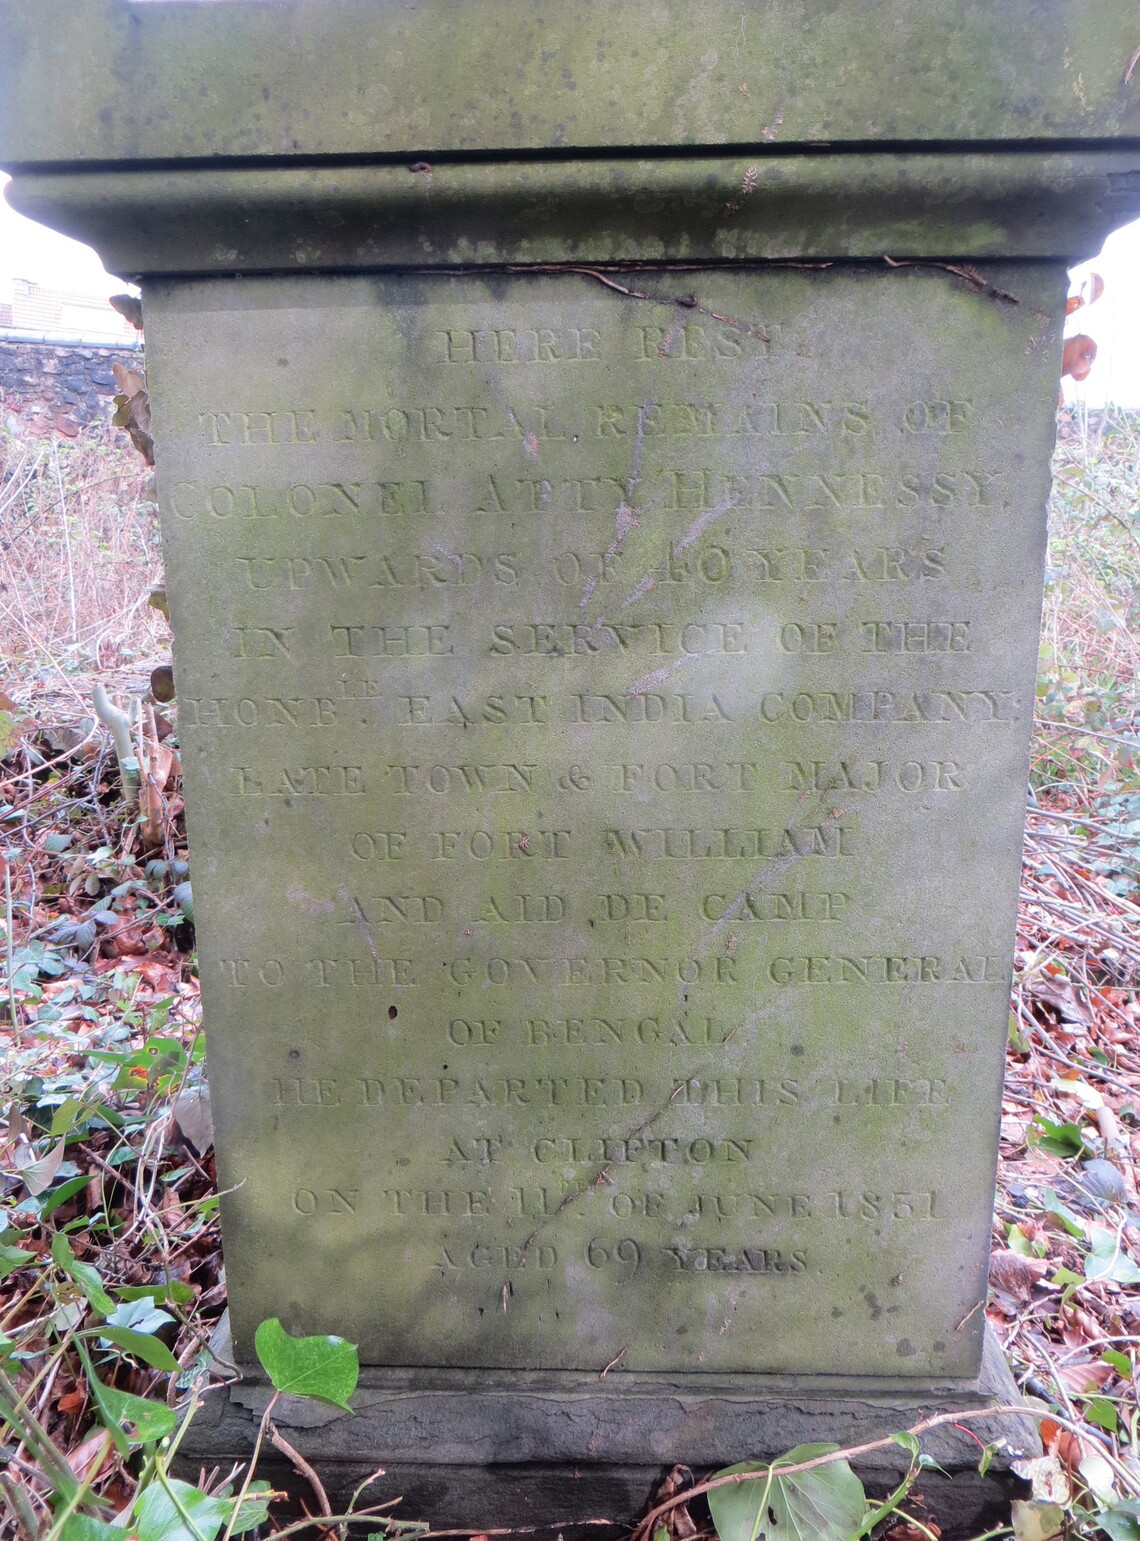 HERE REST
THE MORTAL REMAINS OF
COLONEL ATTY HENNESSY,
UPWARDS OF 40 YEARS
IN THE SERVICE OF THE
HONB.LE EAST INDIA COMPANY.
LATE TOWN & FORT MAJOR
OF FORT WILLIAM
AND AID DE CAMP
TO THE GOVERNOR GENERAL
OF BENGAL
HE DEPARTED THIS LIFE
AT CLIFTON
ON THE 11TH. OF JUNE 1851
AGED 69 YEARS.